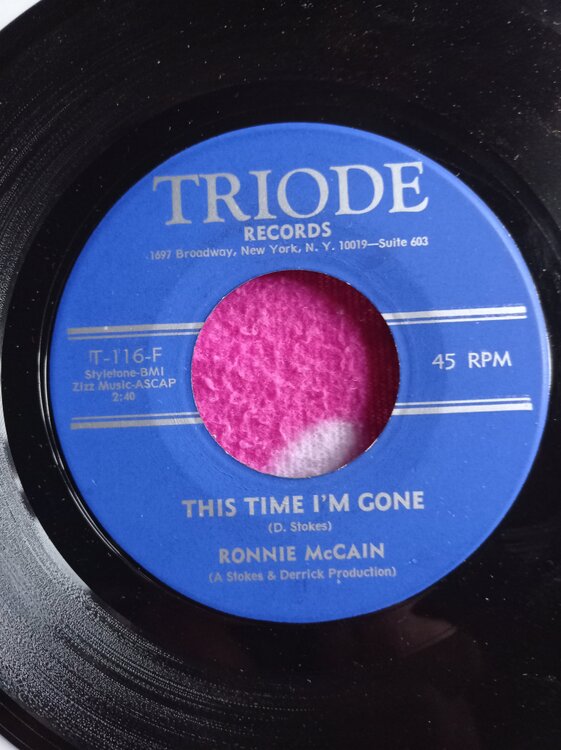 TRIODE
RECORDS
1697 Broadway, New York, N. Y. 10019—Suite 603
T-116-F
Styletone-BMI
Zizz Music-ASCAP
2:40
45 RPM
THIS TIME I'M GONE
(D. Stokes)
RONNIE McCAIN
(A Stokes & Derrick Production)